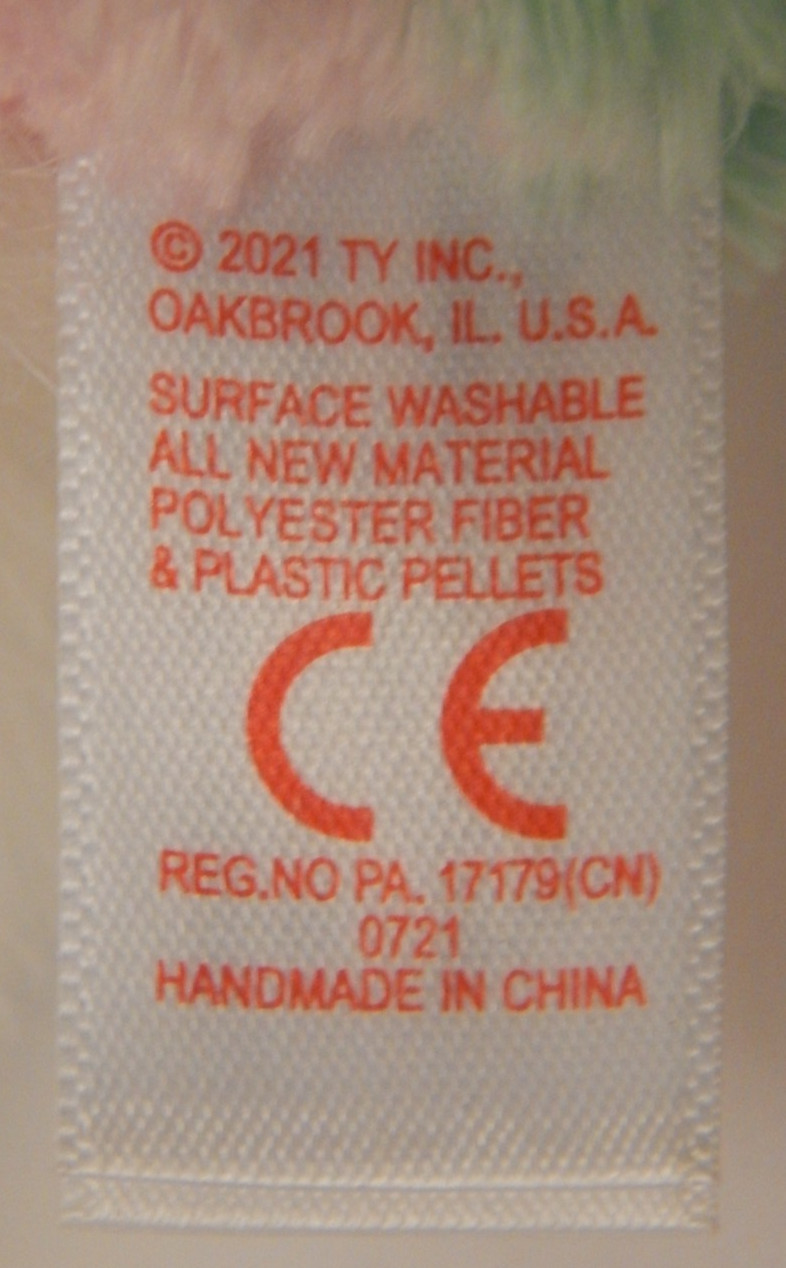 © 2021 TY INC.,
OAKBROOK, IL. U.S.A.
SURFACE WASHABLE
ALL NEW MATERIAL
POLYESTER FIBER
& PLASTIC PELLETS
CE
REG.NO PA. 17179(CN)
0721
HANDMADE IN CHINA